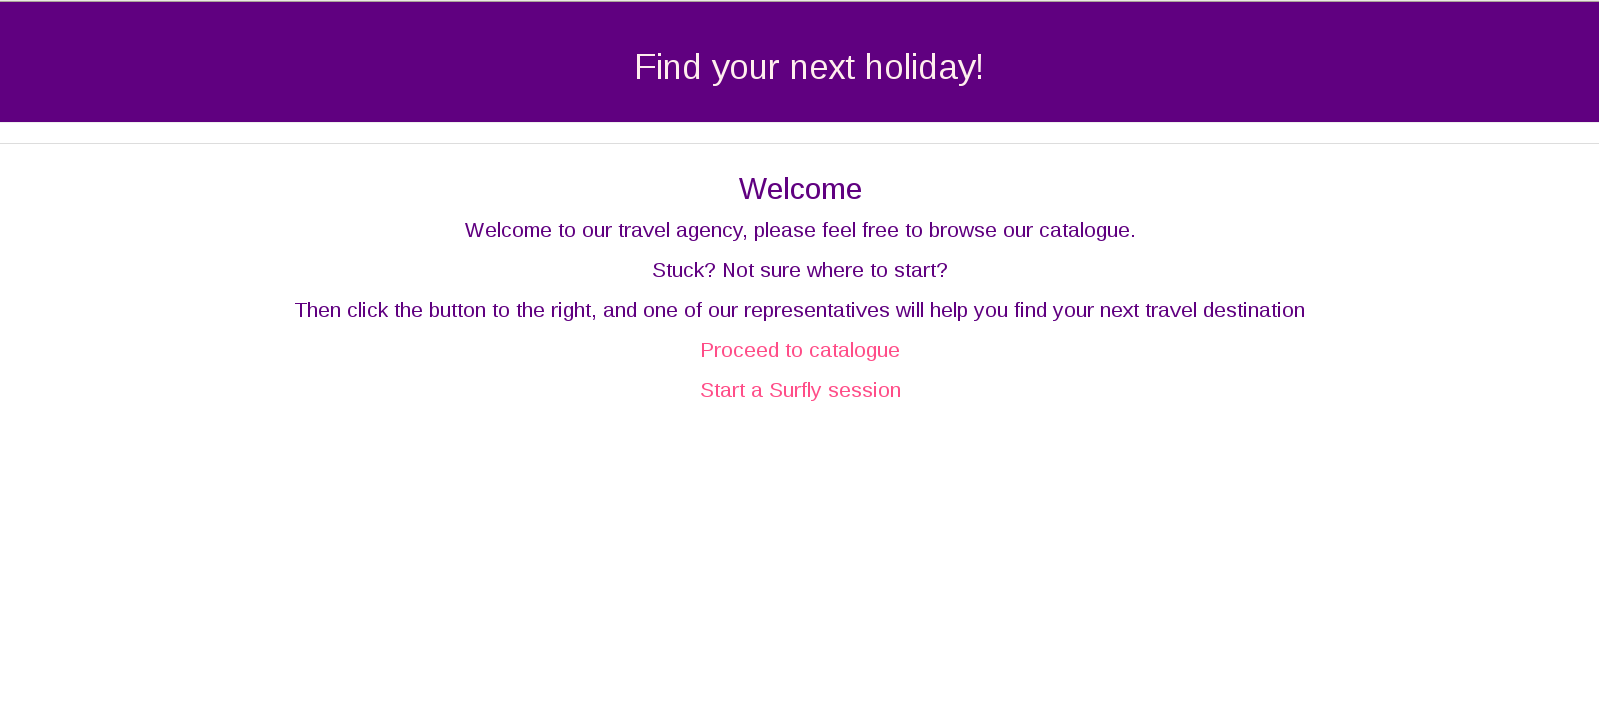 Find your next holiday!
Welcome
Welcome to our travel agency, please feel free to browse our catalogue.
Stuck? Not sure where to start?
Then click the button to the right, and one of our representatives will help you find your next travel destination
Proceed to catalogue
Start a Surfly session